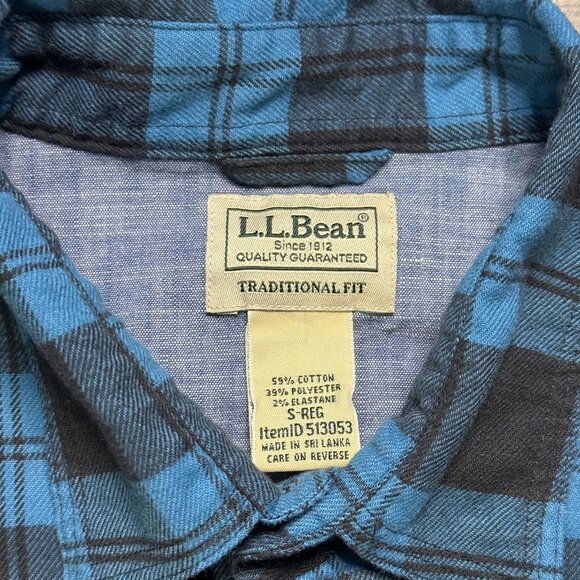 L.L.Bean®
Since 1912
QUALITY GUARANTEED
TRADITIONAL FIT
59% COTTON
39% POLYESTER
2% ELASTANE
S-REG
ItemID 513053
MADE IN SRI LANKA
CARE ON REVERSE